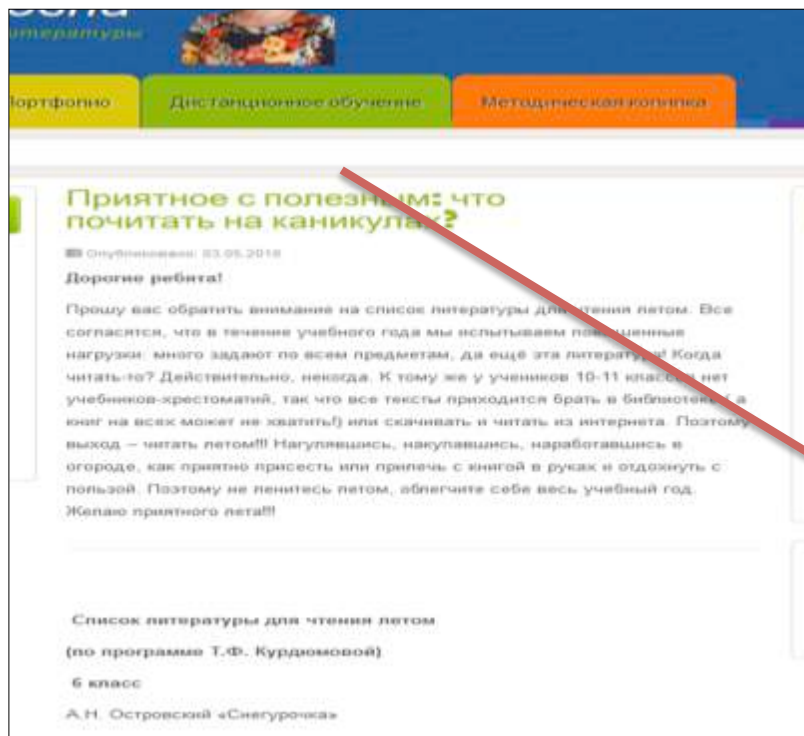 литературы
Портфолио
Дистанционное обучение
Методическая копилка
Приятное с полезным: что
почитать на каникулах?
Опубликовано: 03.05.2018
Дорогие ребята!
Прошу вас обратить внимание на список литературы для чтения летом. Все
согласятся, что в течение учебного года мы испытываем повышенные
нагрузки: много задают по всем предметам, да ещё эта литература! Когда
читать-то? Действительно, некогда. К тому же у учеников 10-11 классов нет
учебников-хрестоматий, так что все тексты приходится брать в библиотеке ( а
книг на всех может не хватить!) или скачивать и читать из интернета. Поэтому
выход – читать летом!!! Нагулявшись, накупавшись, наработавшись в
огороде, как приятно присесть или прилечь с книгой в руках и отдохнуть с
пользой. Поэтому не ленитесь летом, облегчите себе весь учебный год.
Желаю приятного лета!!!
Список литературы для чтения летом
(по программе Т.Ф. Курдюмовой)
6 класс
А.Н. Островский «Снегурочка»